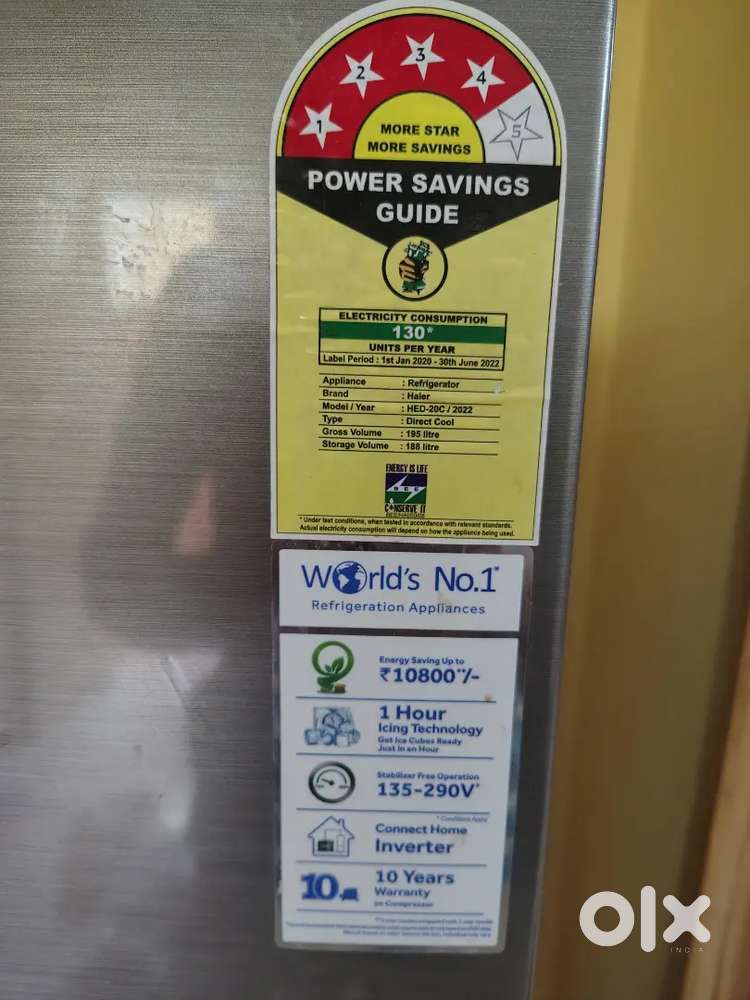 1
2
3
4
5
MORE STAR
MORE SAVINGS
POWER SAVINGS
GUIDE
ELECTRICITY CONSUMPTION
130*
UNITS PER YEAR
Label Period : 1st Jan 2020 - 30th June 2022
Appliance : Refrigerator
Brand : Haier
Model / Year : HED-20C / 2022
Type : Direct Cool
Gross Volume : 195 litre
Storage Volume : 188 litre
ENERGY IS LIFE
BEE
CONSERVE IT
* Under test conditions, when tested in accordance with relevant standards.
Actual electricity consumption will depend on how the appliance being used.
World's No.1*
Refrigeration Appliances
Energy Saving Up to
₹10800**/-
1 Hour
Icing Technology
Get Ice Cubes Ready
Just in an Hour
Stabilizer Free Operation
135-290V*
* Conditions Apply
Connect Home
Inverter
10
10 Years
Warranty
on Compressor
olx
INDIA